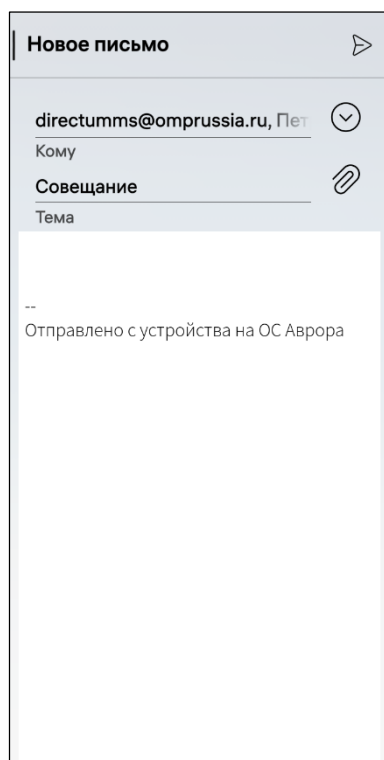 Новое письмо
directumms@omprussia.ru, Пет
Кому
Совещание
Тема
--
Отправлено с устройства на ОС Аврора